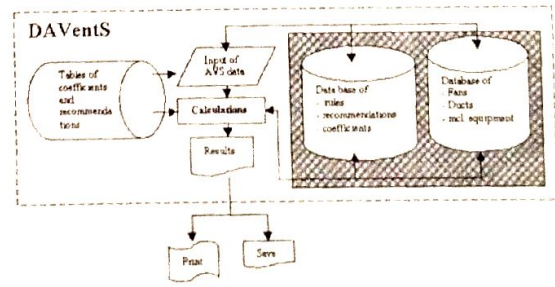 DAVentS
Input of
AVS data
Tables of
coefficients
and
recommenda
tions
Calculations
Results
Data base of
- rules
- recommendations
coefficients
Database of
- Fans
- Ducts
- incl. equipment
Print
Save